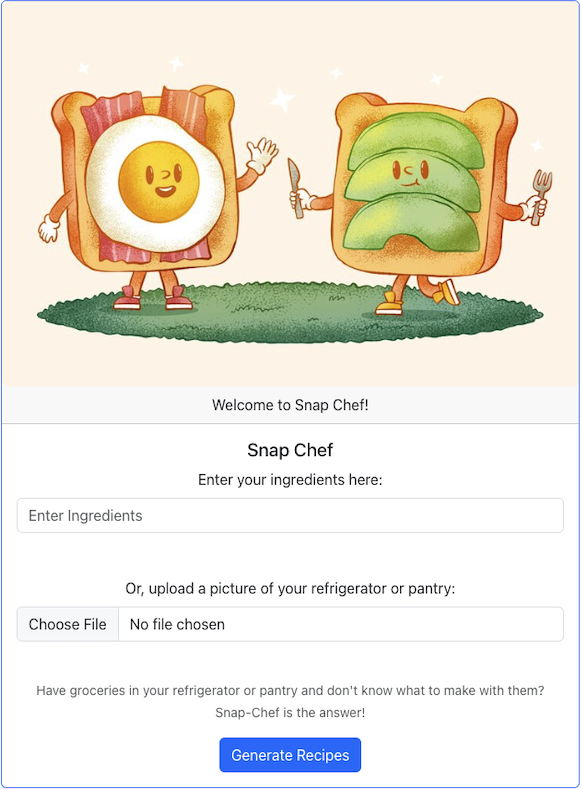 Welcome to Snap Chef!
Snap Chef
Enter your ingredients here:
Enter Ingredients
Or, upload a picture of your refrigerator or pantry:
Choose File No file chosen
Have groceries in your refrigerator or pantry and don't know what to make with them?
Snap-Chef is the answer!
Generate Recipes